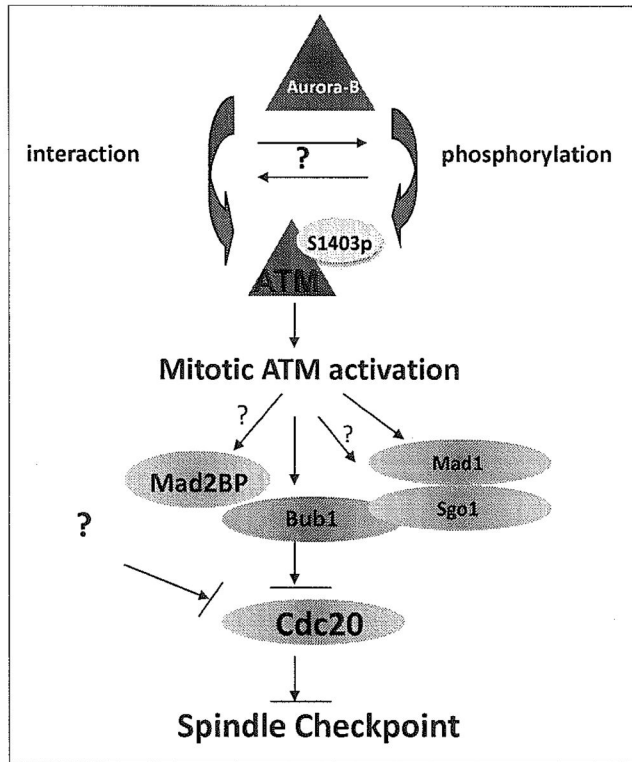 Aurora-B
interaction
?
phosphorylation
S1403p
ATM
Mitotic ATM activation
?
?
Mad1
Mad2BP
Sgo1
Bub1
?
Cdc20
Spindle Checkpoint